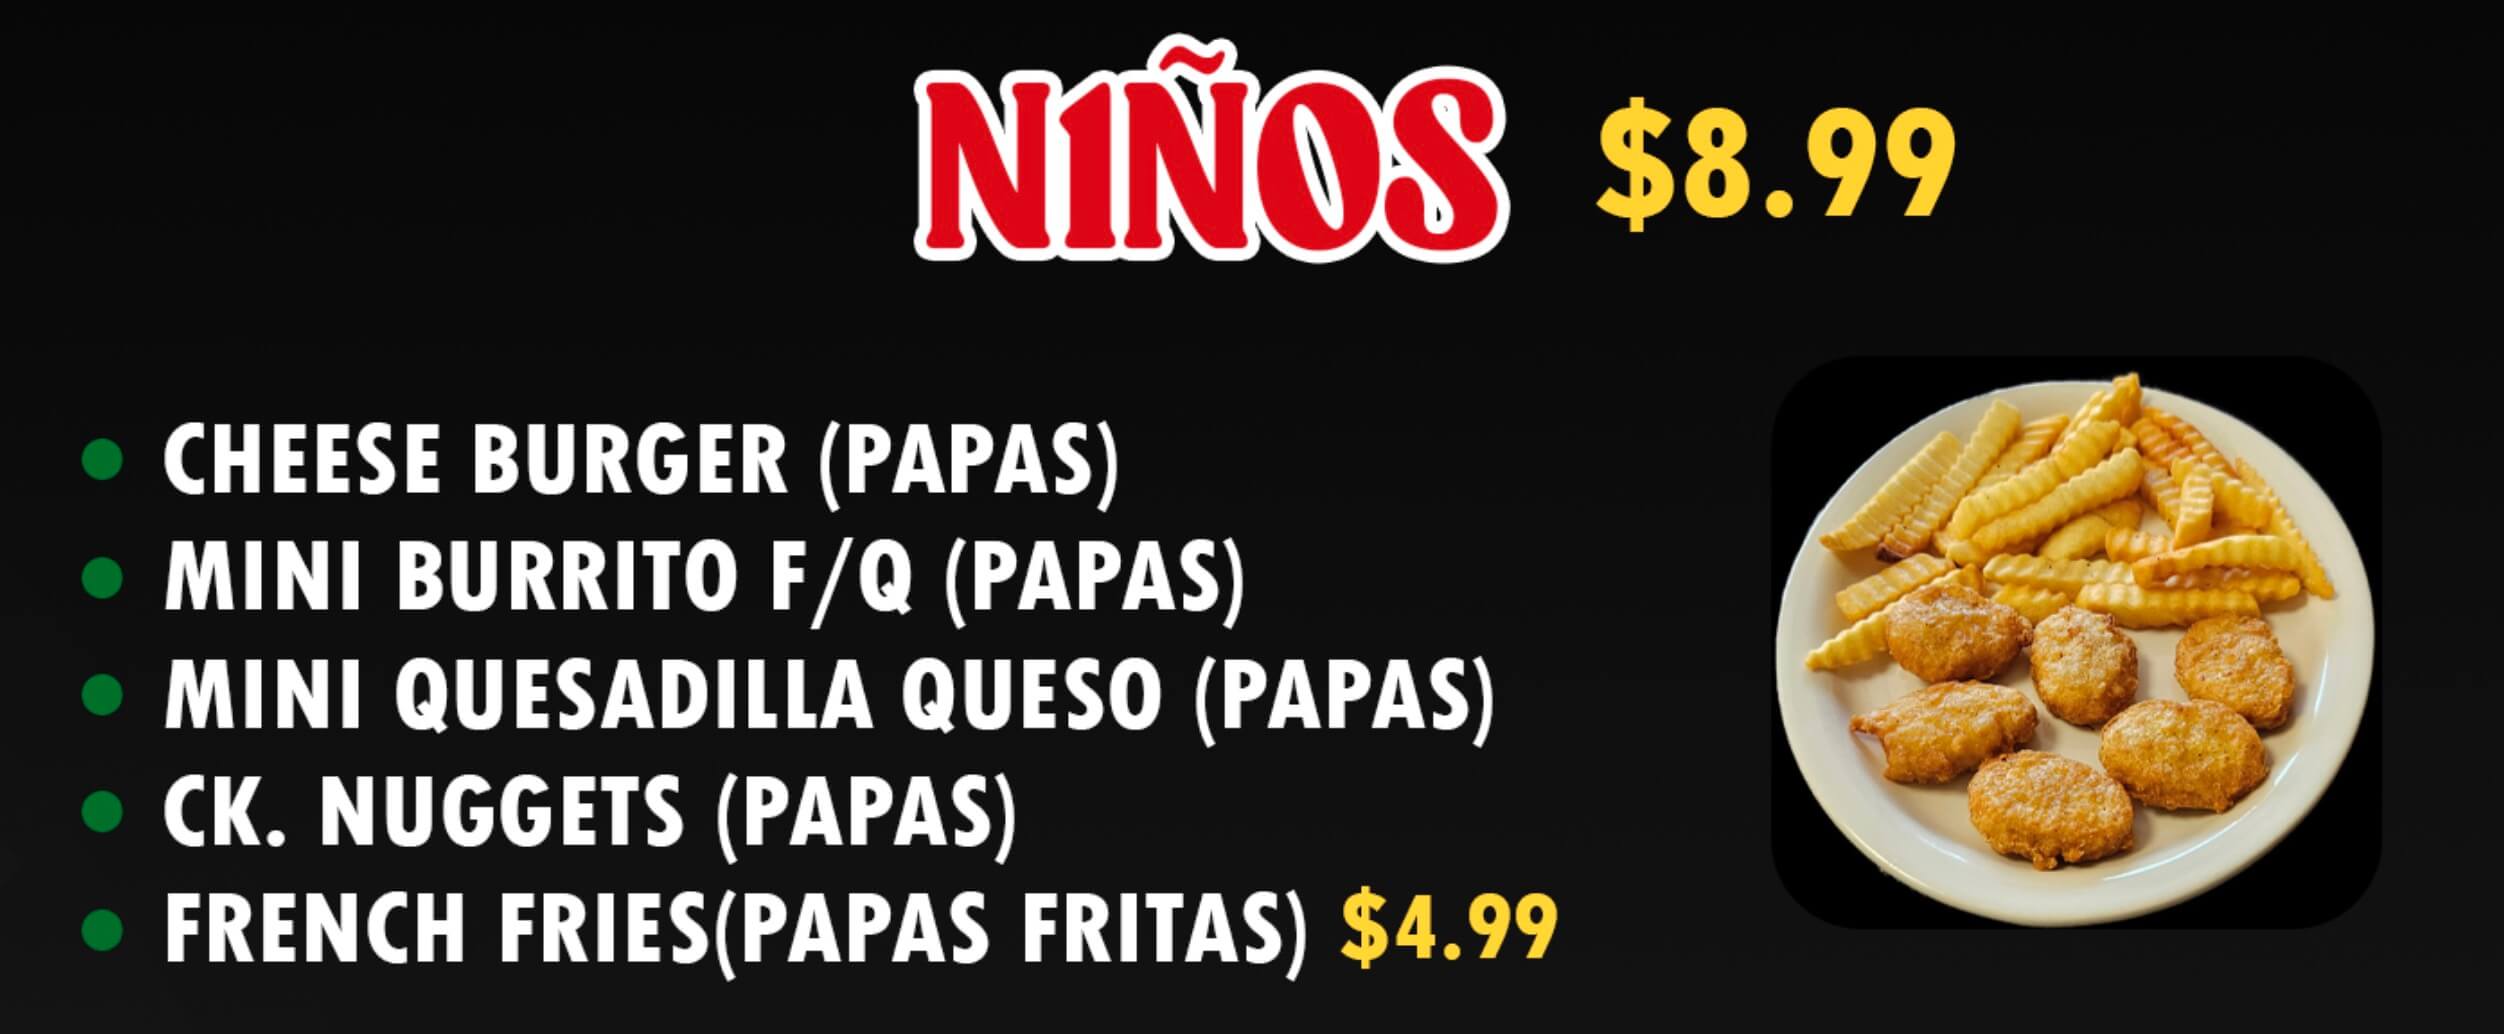 NIÑOS $8.99
CHEESE BURGER (PAPAS)
MINI BURRITO F/Q (PAPAS)
MINI QUESADILLA QUESO (PAPAS)
CK. NUGGETS (PAPAS)
FRENCH FRIES(PAPAS FRITAS) $4.99